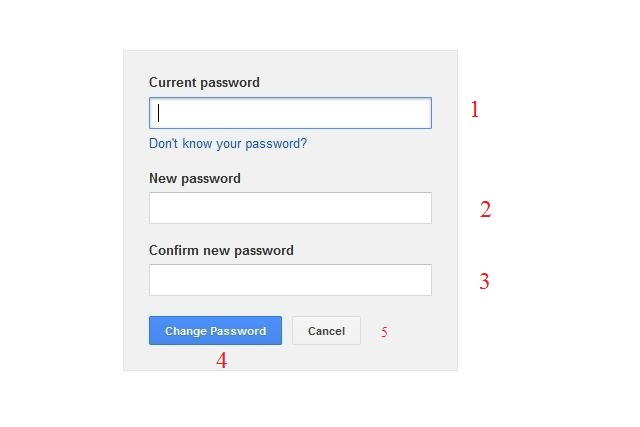 Current password
1
Don't know your password?
New password
2
Confirm new password
3
Change Password Cancel 5
4